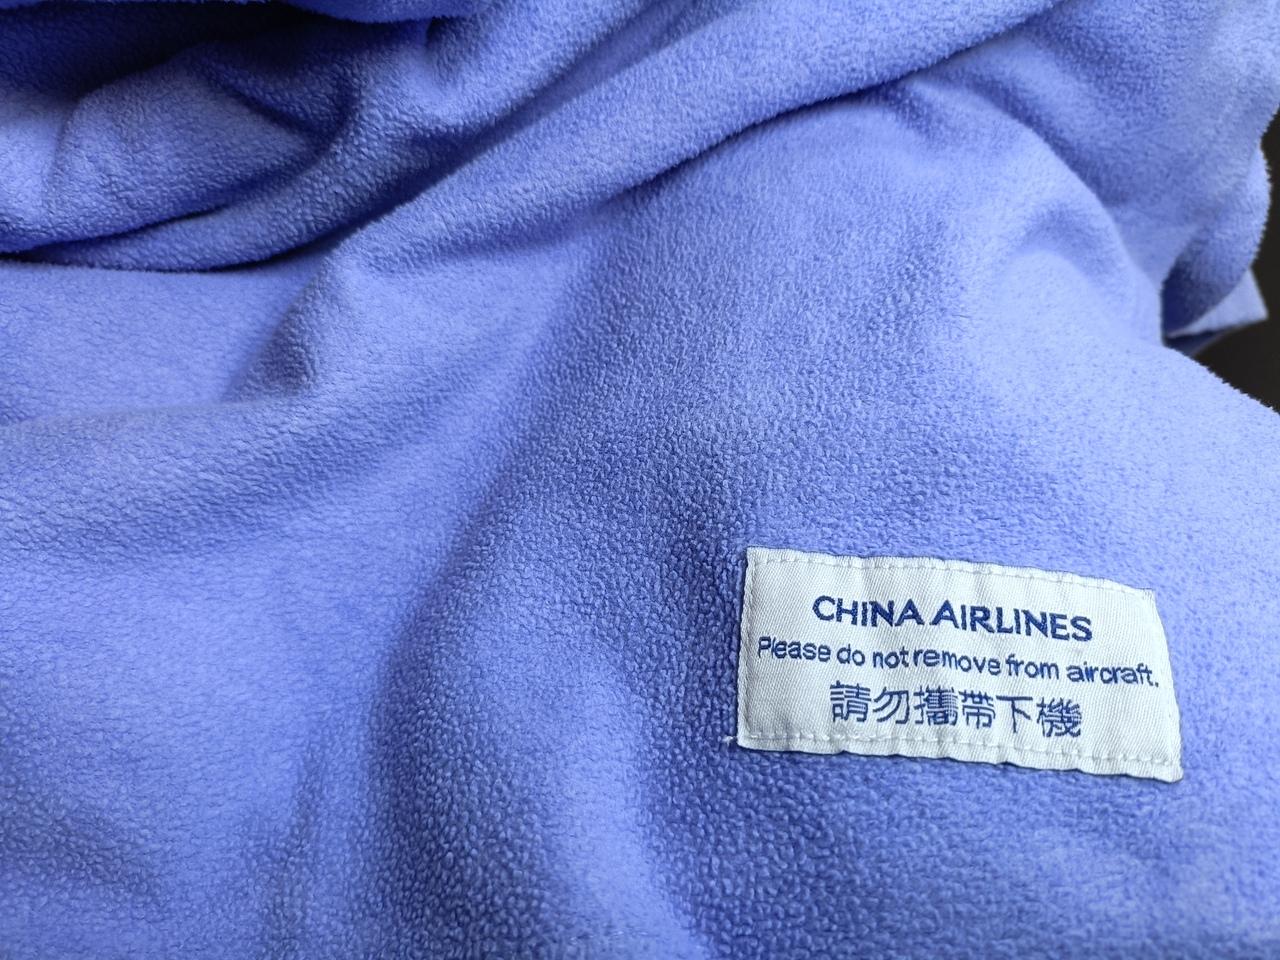 CHINA AIRLINES
Please do not remove from aircraft.
請勿攜帶下機